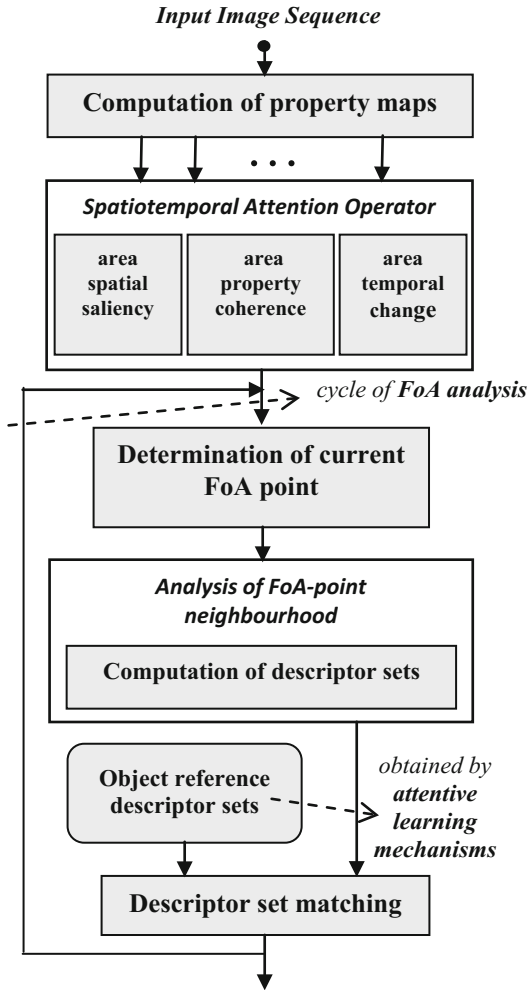 Input Image Sequence
Computation of property maps
• • •
Spatiotemporal Attention Operator
area
spatial
saliency
area
property
coherence
area
temporal
change
cycle of FoA analysis
Determination of current
FoA point
Analysis of FoA-point
neighbourhood
Computation of descriptor sets
Object reference
descriptor sets
obtained by
attentive
learning
mechanisms
Descriptor set matching